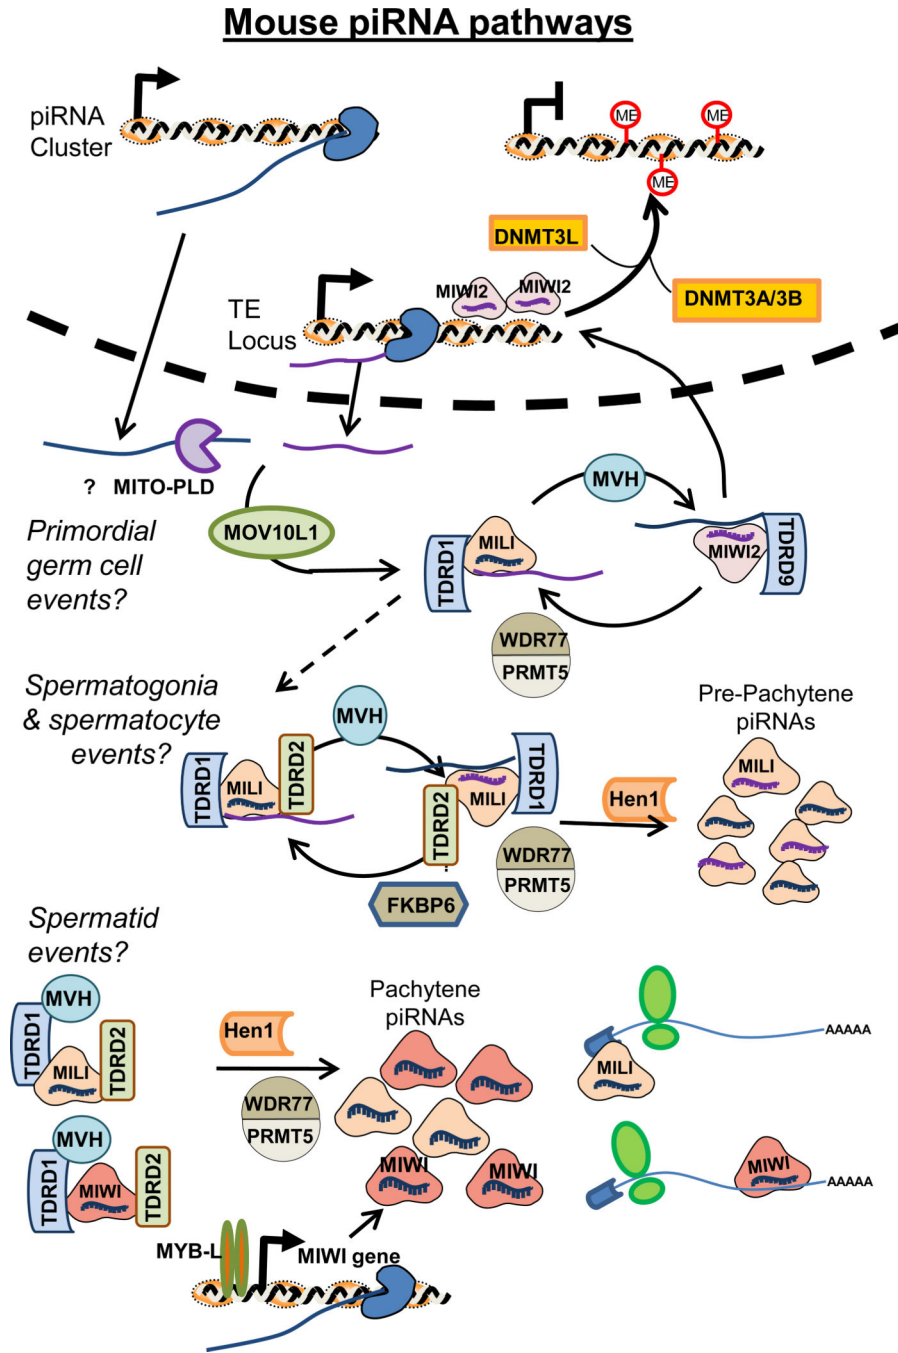 Mouse piRNA pathways
piRNA
Cluster
ME
ME
ME
DNMT3L
DNMT3A/3B
MIWI2
MIWI2
TE
Locus
? MITO-PLD
MOV10L1
Primordial
germ cell
events?
TDRD1
MILI
MVH
MIWI2
TDRD9
WDR77
PRMT5
Spermatogonia
& spermatocyte
events?
TDRD1
MILI
TDRD2
MVH
TDRD2
MILI
TDRD1
WDR77
PRMT5
FKBP6
Hen1
Pre-Pachytene
piRNAs
MILI
Spermatid
events?
MVH
TDRD1
MILI
TDRD2
MVH
TDRD1
MIWI
TDRD2
Hen1
WDR77
PRMT5
Pachytene
piRNAs
MIWI
MIWI
MYB-L
MIWI gene
AAAAA
MILI
MIWI
AAAAA